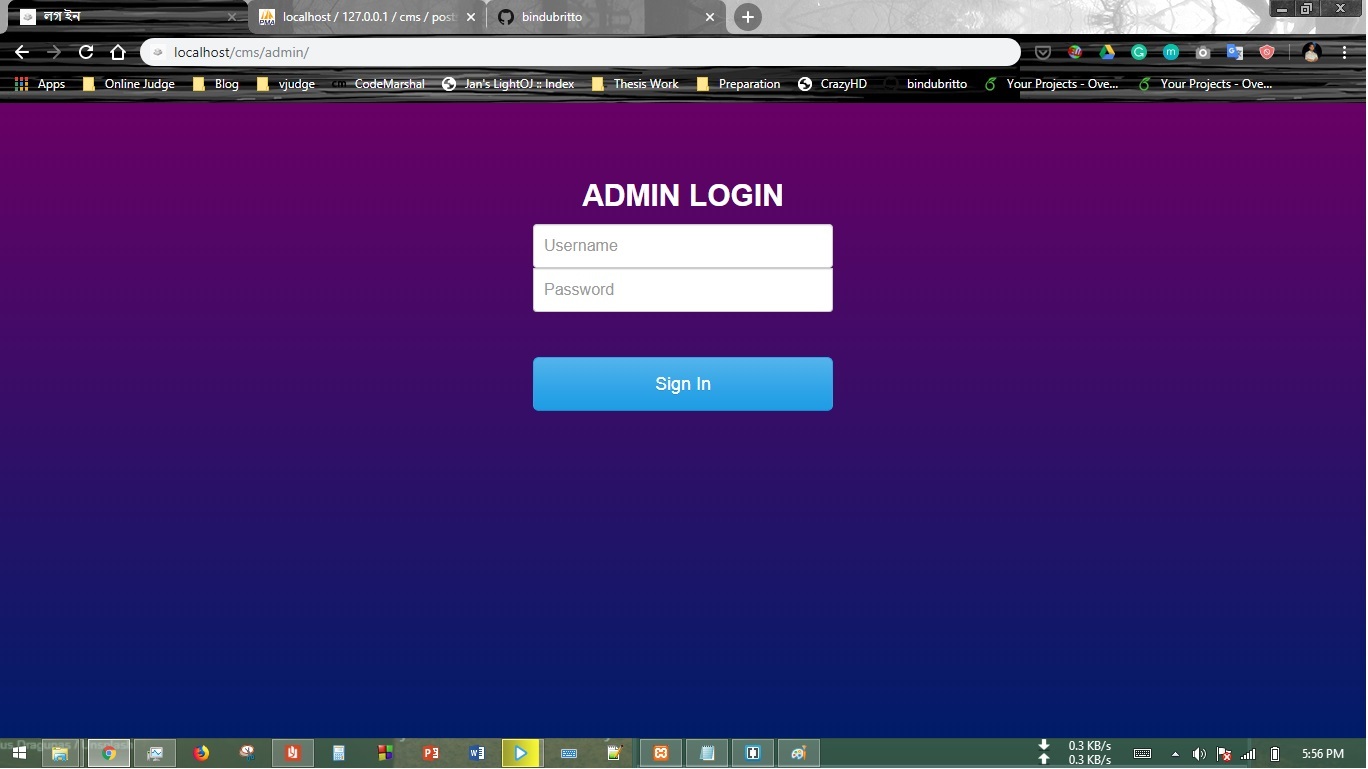 লগ ইন
localhost / 127.0.0.1 / cms / post
bindubritto
localhost/cms/admin/
Apps Online Judge Blog vjudge CodeMarshal Jan's LightOJ :: Index Thesis Work Preparation CrazyHD bindubritto Your Projects - Ove... Your Projects - Ove...
ADMIN LOGIN
Username
Password
Sign In
0.3 KB/s
0.3 KB/s
5:56 PM